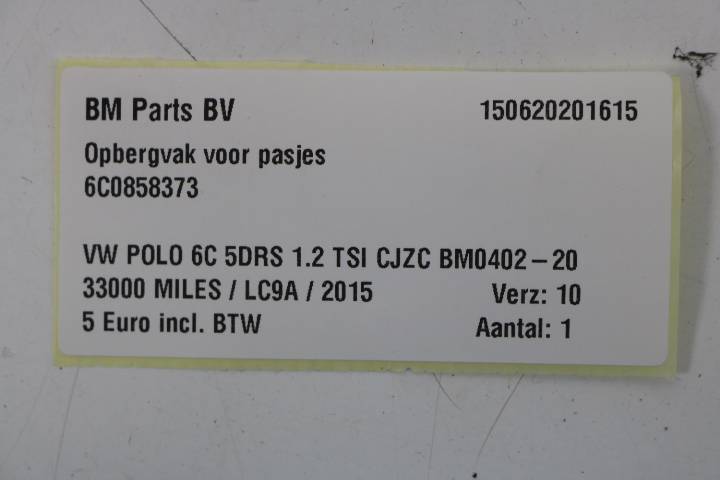 BM Parts BV 150620201615
Opbergvak voor pasjes
6C0858373
VW POLO 6C 5DRS 1.2 TSI CJZC BM0402-20
33000 MILES / LC9A / 2015 Verz: 10
5 Euro incl. BTW Aantal: 1